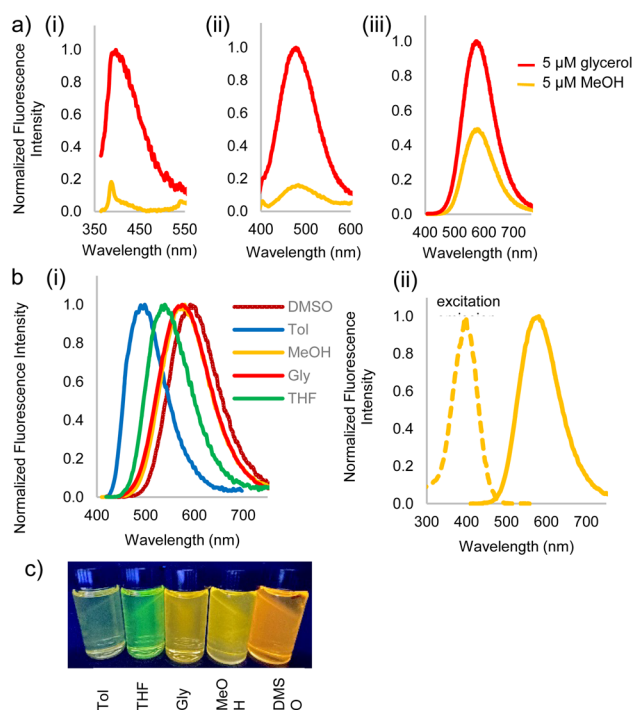 a) (i) (ii) (iii)
Normalized Fluorescence
Intensity
1.0
0.8
0.6
0.4
0.2
0.0
350 450 550
Wavelength (nm)
1.0
0.8
0.6
0.4
0.2
0.0
400 500 600
Wavelength (nm)
1.0
0.8
0.6
0.4
0.2
0.0
400 500 600 700
Wavelength (nm)
5 µM glycerol
5 µM MeOH
b (i) (ii)
Normalized Fluorescence Intensity
1.0
0.8
0.6
0.4
0.2
0.0
400 500 600 700
Wavelength (nm)
DMSO
Tol
MeOH
Gly
THF
excitation
Normalized Fluorescence
Intensity
1.0
0.8
0.6
0.4
0.2
0.0
300 400 500 600 700
Wavelength (nm)
c)
Tol
THF
Gly
MeO
H
DMS
O